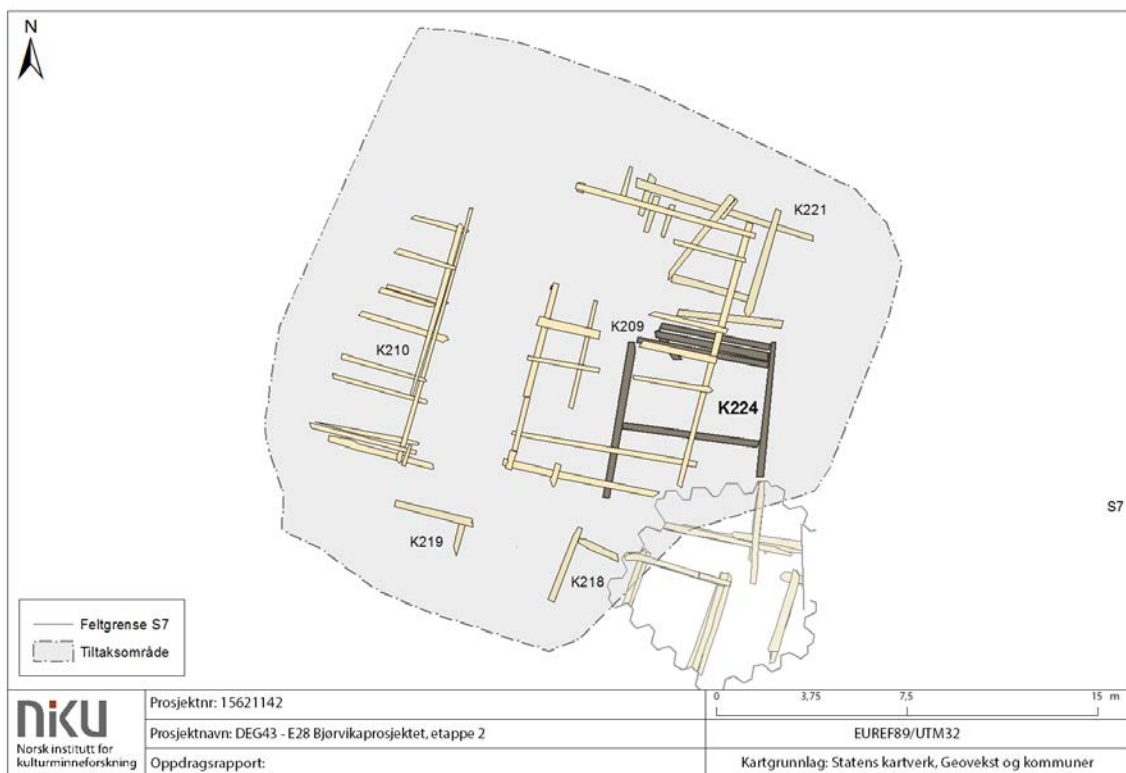 N
K221
K209
K210
K224
S7
K219
K218
Feltgrense S7
Tiltaksområde
niku
Norsk institutt for
kulturminneforskning
Prosjektnr: 15621142
Prosjektnavn: DEG43 - E28 Bjørvikaprosjektet, etappe 2
Oppdragsrapport:
0 3,75 7,5 15 m
EUREF89/UTM32
Kartgrunnlag: Statens kartverk, Geovekst og kommuner